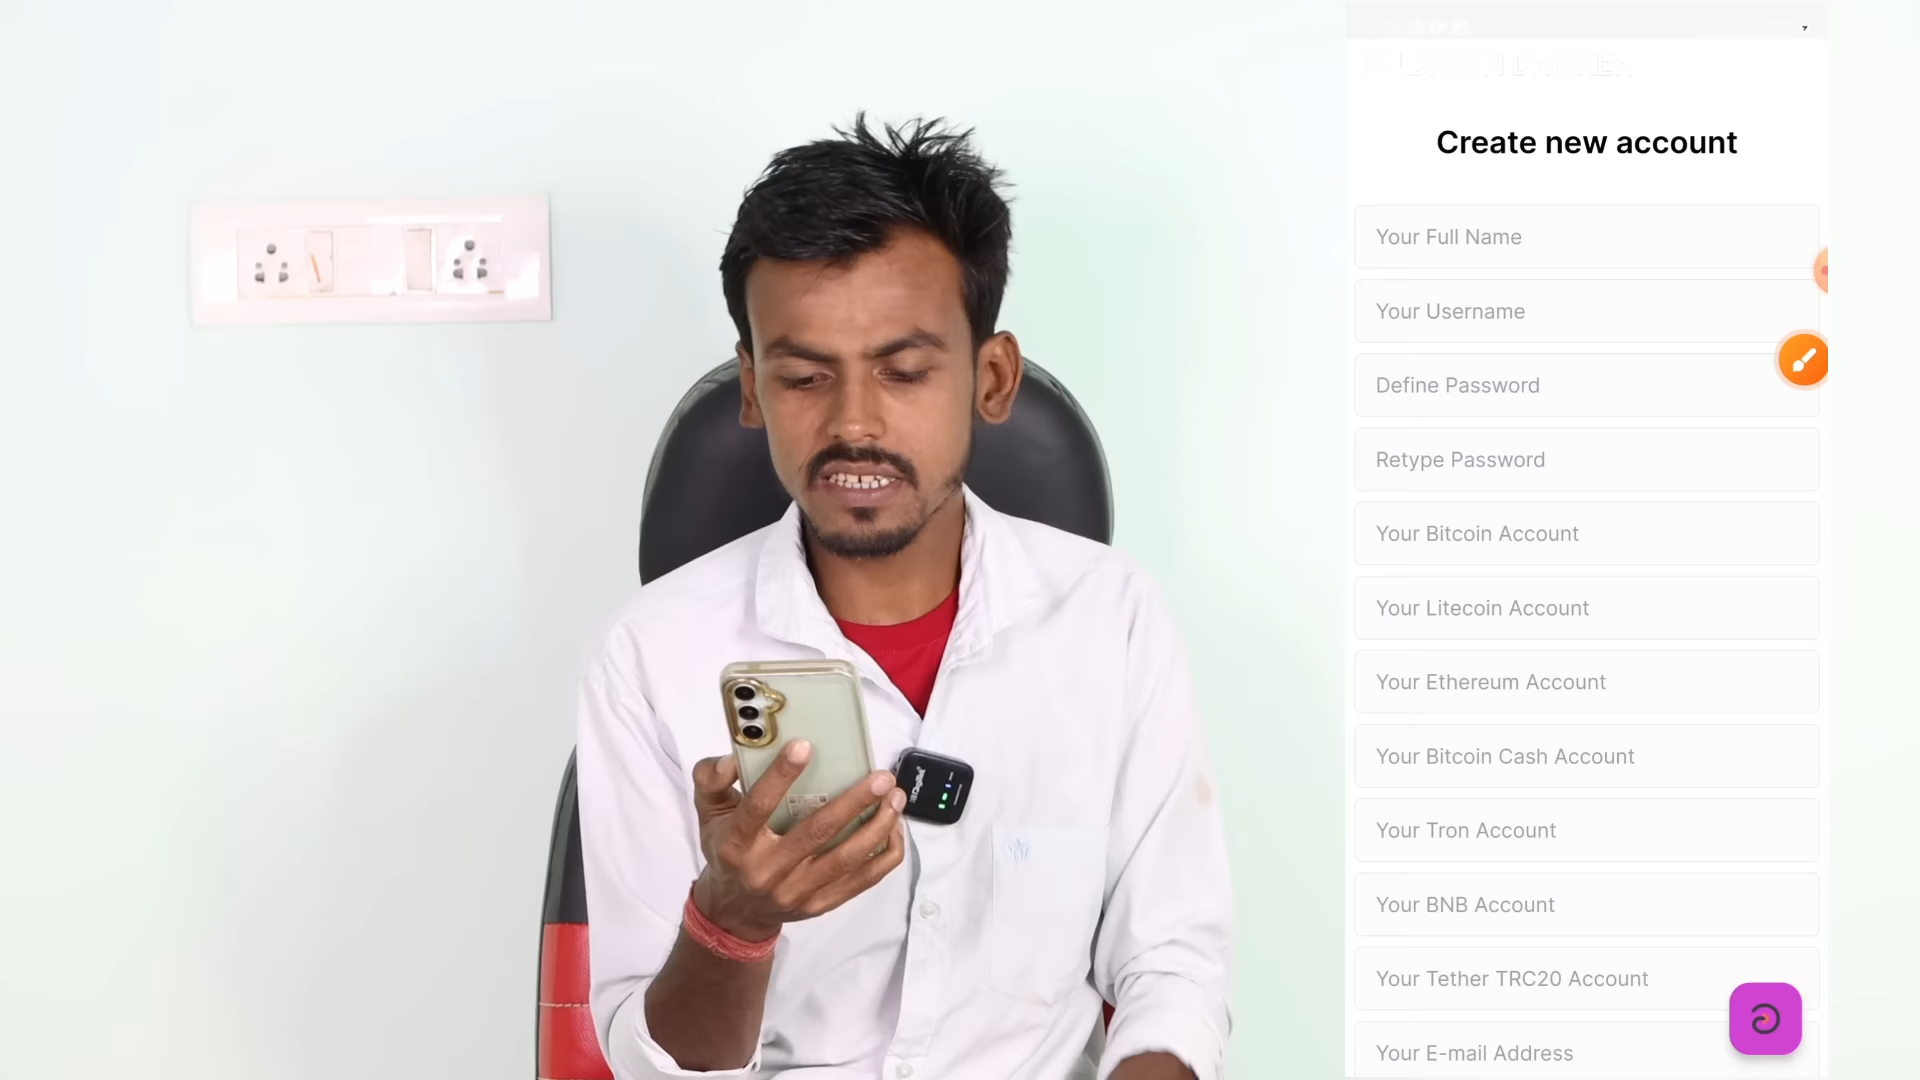 Create new account
Your Full Name
Your Username
Define Password
Retype Password
Your Bitcoin Account
Your Litecoin Account
Your Ethereum Account
Your Bitcoin Cash Account
Your Tron Account
Your BNB Account
Your Tether TRC20 Account
Your E-mail Address